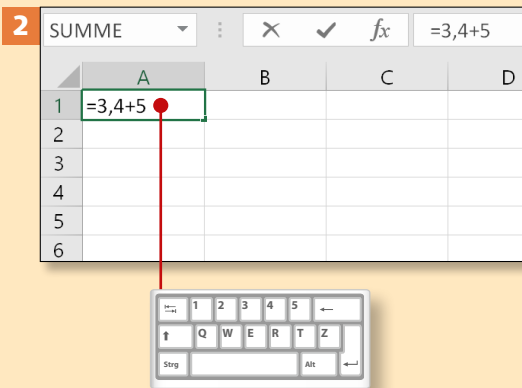 2 SUMME fx =3,4+5
A B C D
1 =3,4+5
2
3
4
5
6
1 2 3 4 5
Q W E R T Z
Strg Alt